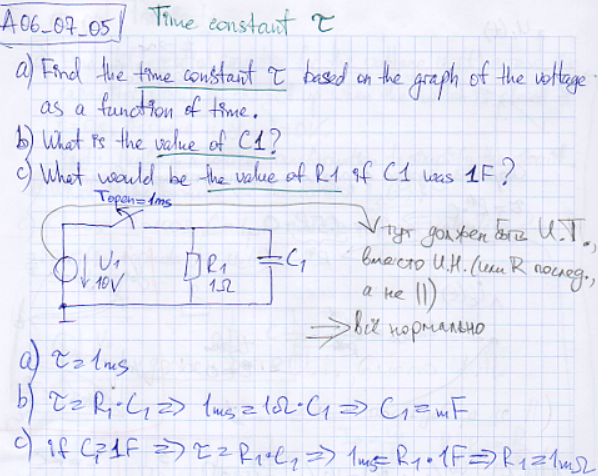 A06_07_05
Time constant τ
a) Find the time constant τ based on the graph of the voltage
as a function of time.
b) What is the value of C1?
c) What would be the value of R1 if C1 was 1F?
Topen=1ms
U1
10V
R1
1Ω
C1
тут должен быть И.Т.,
вместо И.Н. (или R послед.,
а не ||)
⇒ всё нормально
a) τ=1ms
b) τ=R1·C1 => 1ms=1Ω·C1 => C1=mF
c) if C1=1F => τ=R1·C1 => 1ms=R1·1F => R1=1mΩ